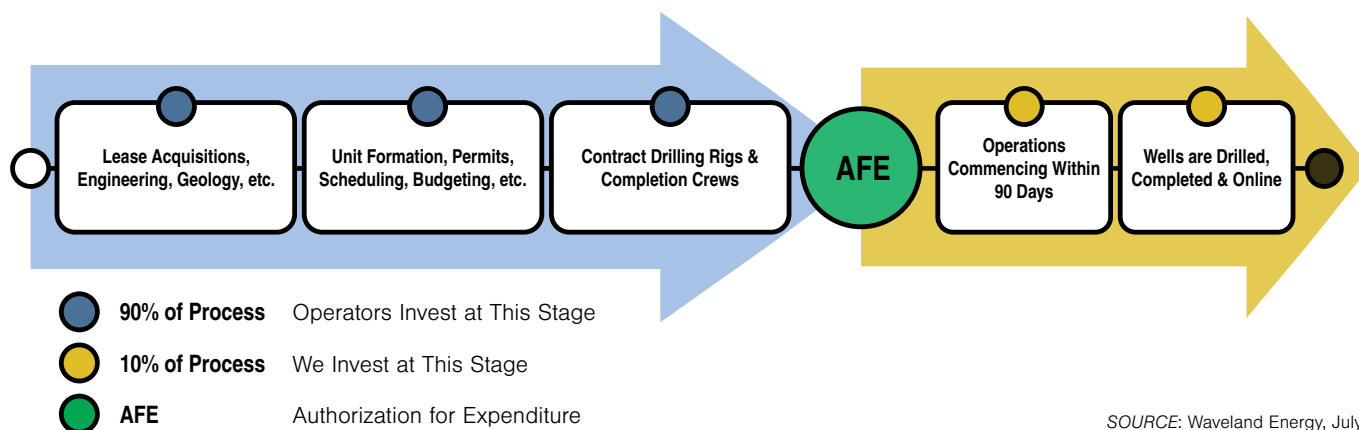 Lease Acquisitions,
Engineering, Geology, etc.
Unit Formation, Permits,
Scheduling, Budgeting, etc.
Contract Drilling Rigs &
Completion Crews
AFE
Operations
Commencing Within
90 Days
Wells are Drilled,
Completed & Online
90% of Process Operators Invest at This Stage
10% of Process We Invest at This Stage
AFE Authorization for Expenditure
SOURCE: Waveland Energy, July